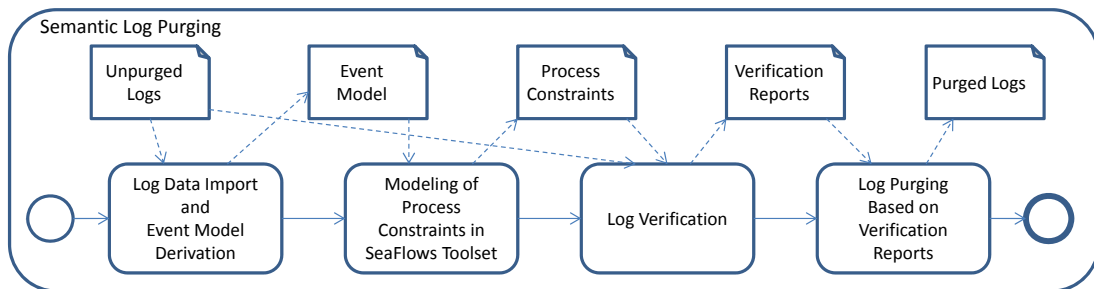 Semantic Log Purging
Unpurged
Logs
Event
Model
Process
Constraints
Verification
Reports
Purged Logs
Log Data Import
and
Event Model
Derivation
Modeling of
Process
Constraints in
SeaFlows Toolset
Log Verification
Log Purging
Based on
Verification
Reports